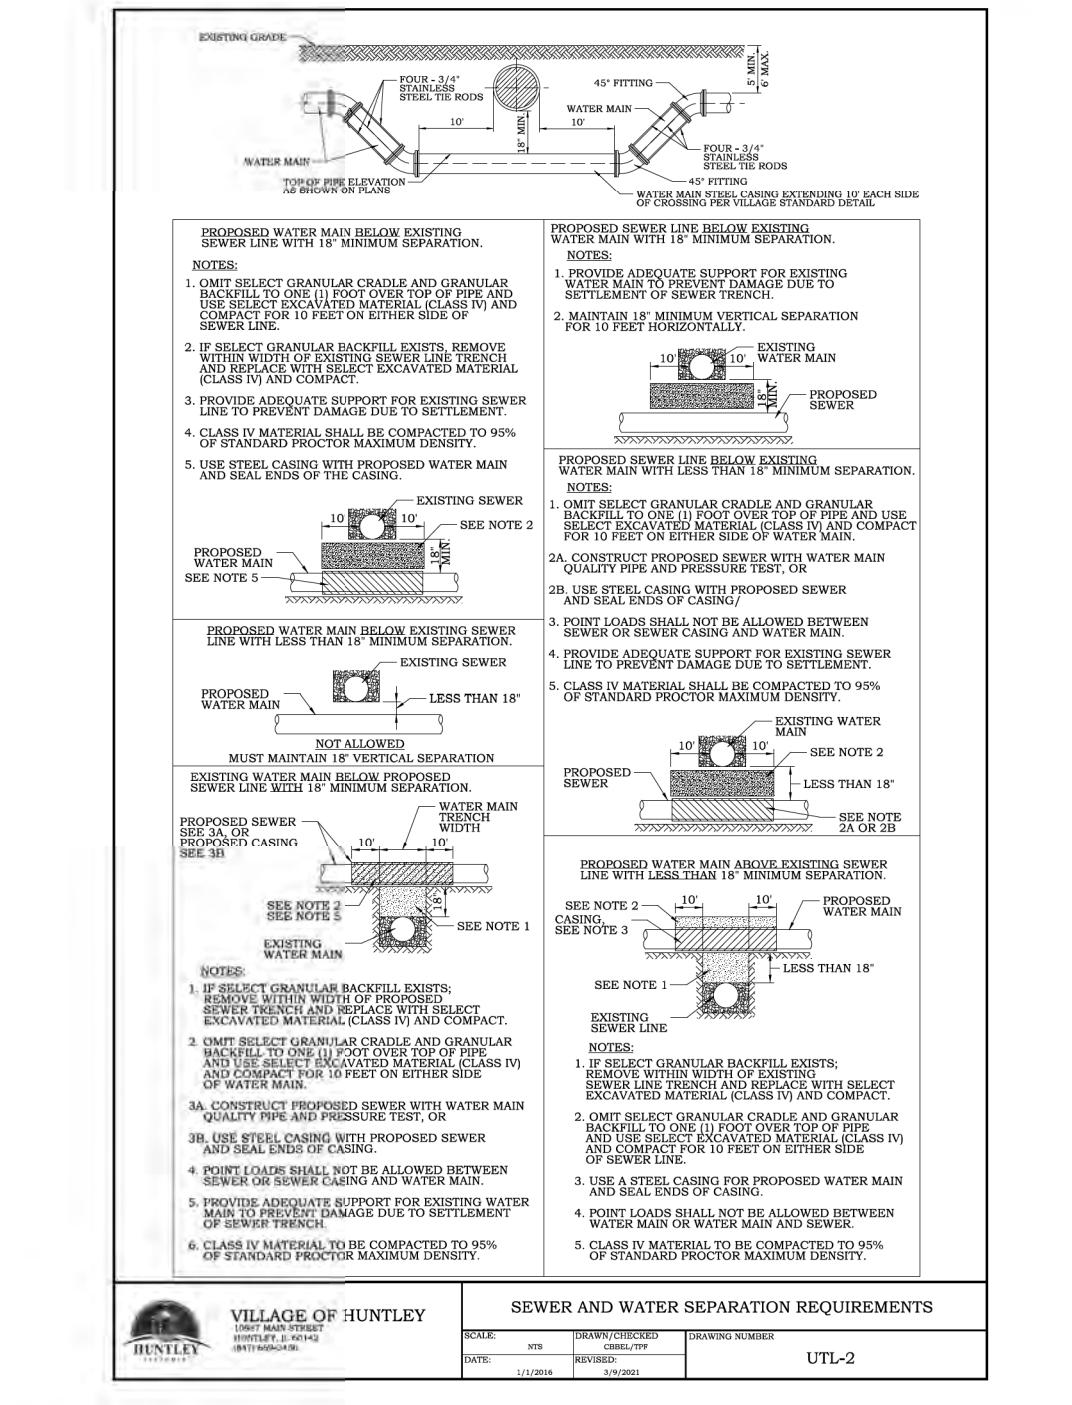 EXISTING GRADE
5' MIN.
6' MAX.
FOUR - 3/4"
STAINLESS
STEEL TIE RODS
45° FITTING
WATER MAIN
10'
18" MIN.
10'
WATER MAIN
FOUR - 3/4"
STAINLESS
STEEL TIE RODS
TOP OF PIPE ELEVATION
AS SHOWN ON PLANS
45° FITTING
WATER MAIN STEEL CASING EXTENDING 10' EACH SIDE
OF CROSSING PER VILLAGE STANDARD DETAIL
PROPOSED WATER MAIN BELOW EXISTING
SEWER LINE WITH 18" MINIMUM SEPARATION.
NOTES:
1. OMIT SELECT GRANULAR CRADLE AND GRANULAR
BACKFILL TO ONE (1) FOOT OVER TOP OF PIPE AND
USE SELECT EXCAVATED MATERIAL (CLASS IV) AND
COMPACT FOR 10 FEET ON EITHER SIDE OF
SEWER LINE.
2. IF SELECT GRANULAR BACKFILL EXISTS, REMOVE
WITHIN WIDTH OF EXISTING SEWER LINE TRENCH
AND REPLACE WITH SELECT EXCAVATED MATERIAL
(CLASS IV) AND COMPACT.
3. PROVIDE ADEQUATE SUPPORT FOR EXISTING SEWER
LINE TO PREVENT DAMAGE DUE TO SETTLEMENT.
4. CLASS IV MATERIAL SHALL BE COMPACTED TO 95%
OF STANDARD PROCTOR MAXIMUM DENSITY.
5. USE STEEL CASING WITH PROPOSED WATER MAIN
AND SEAL ENDS OF THE CASING.
EXISTING SEWER
10
10'
SEE NOTE 2
18"
MIN.
PROPOSED
WATER MAIN
SEE NOTE 5
PROPOSED WATER MAIN BELOW EXISTING SEWER
LINE WITH LESS THAN 18" MINIMUM SEPARATION.
EXISTING SEWER
PROPOSED
WATER MAIN
LESS THAN 18"
NOT ALLOWED
MUST MAINTAIN 18" VERTICAL SEPARATION
EXISTING WATER MAIN BELOW PROPOSED
SEWER LINE WITH 18" MINIMUM SEPARATION.
WATER MAIN
TRENCH
WIDTH
PROPOSED SEWER
SEE 3A, OR
PROPOSED CASING
SEE 3B
10'
10'
SEE NOTE 2
SEE NOTE 5
18"
SEE NOTE 1
EXISTING
WATER MAIN
NOTES:
1. IF SELECT GRANULAR BACKFILL EXISTS;
REMOVE WITHIN WIDTH OF PROPOSED
SEWER TRENCH AND REPLACE WITH SELECT
EXCAVATED MATERIAL (CLASS IV) AND COMPACT.
2. OMIT SELECT GRANULAR CRADLE AND GRANULAR
BACKFILL TO ONE (1) FOOT OVER TOP OF PIPE
AND USE SELECT EXCAVATED MATERIAL (CLASS IV)
AND COMPACT FOR 10 FEET ON EITHER SIDE
OF WATER MAIN.
3A. CONSTRUCT PROPOSED SEWER WITH WATER MAIN
QUALITY PIPE AND PRESSURE TEST, OR
3B. USE STEEL CASING WITH PROPOSED SEWER
AND SEAL ENDS OF CASING.
4. POINT LOADS SHALL NOT BE ALLOWED BETWEEN
SEWER OR SEWER CASING AND WATER MAIN.
5. PROVIDE ADEQUATE SUPPORT FOR EXISTING WATER
MAIN TO PREVENT DAMAGE DUE TO SETTLEMENT
OF SEWER TRENCH.
6. CLASS IV MATERIAL TO BE COMPACTED TO 95%
OF STANDARD PROCTOR MAXIMUM DENSITY.
PROPOSED SEWER LINE BELOW EXISTING
WATER MAIN WITH 18" MINIMUM SEPARATION.
NOTES:
1. PROVIDE ADEQUATE SUPPORT FOR EXISTING
WATER MAIN TO PREVENT DAMAGE DUE TO
SETTLEMENT OF SEWER TRENCH.
2. MAINTAIN 18" MINIMUM VERTICAL SEPARATION
FOR 10 FEET HORIZONTALLY.
EXISTING
WATER MAIN
10'
10'
18"
MIN.
PROPOSED
SEWER
PROPOSED SEWER LINE BELOW EXISTING
WATER MAIN WITH LESS THAN 18" MINIMUM SEPARATION.
NOTES:
1. OMIT SELECT GRANULAR CRADLE AND GRANULAR
BACKFILL TO ONE (1) FOOT OVER TOP OF PIPE AND USE
SELECT EXCAVATED MATERIAL (CLASS IV) AND COMPACT
FOR 10 FEET ON EITHER SIDE OF WATER MAIN.
2A. CONSTRUCT PROPOSED SEWER WITH WATER MAIN
QUALITY PIPE AND PRESSURE TEST, OR
2B. USE STEEL CASING WITH PROPOSED SEWER
AND SEAL ENDS OF CASING/
3. POINT LOADS SHALL NOT BE ALLOWED BETWEEN
SEWER OR SEWER CASING AND WATER MAIN.
4. PROVIDE ADEQUATE SUPPORT FOR EXISTING SEWER
LINE TO PREVENT DAMAGE DUE TO SETTLEMENT.
5. CLASS IV MATERIAL SHALL BE COMPACTED TO 95%
OF STANDARD PROCTOR MAXIMUM DENSITY.
EXISTING WATER
MAIN
10'
10'
SEE NOTE 2
PROPOSED
SEWER
LESS THAN 18"
SEE NOTE
2A OR 2B
PROPOSED WATER MAIN ABOVE EXISTING SEWER
LINE WITH LESS THAN 18" MINIMUM SEPARATION.
SEE NOTE 2
CASING,
SEE NOTE 3
10'
10'
PROPOSED
WATER MAIN
LESS THAN 18"
SEE NOTE 1
EXISTING
SEWER LINE
NOTES:
1. IF SELECT GRANULAR BACKFILL EXISTS;
REMOVE WITHIN WIDTH OF EXISTING
SEWER LINE TRENCH AND REPLACE WITH SELECT
EXCAVATED MATERIAL (CLASS IV) AND COMPACT.
2. OMIT SELECT GRANULAR CRADLE AND GRANULAR
BACKFILL TO ONE (1) FOOT OVER TOP OF PIPE
AND USE SELECT EXCAVATED MATERIAL (CLASS IV)
AND COMPACT FOR 10 FEET ON EITHER SIDE
OF SEWER LINE.
3. USE A STEEL CASING FOR PROPOSED WATER MAIN
AND SEAL ENDS OF CASING.
4. POINT LOADS SHALL NOT BE ALLOWED BETWEEN
WATER MAIN OR WATER MAIN AND SEWER.
5. CLASS IV MATERIAL TO BE COMPACTED TO 95%
OF STANDARD PROCTOR MAXIMUM DENSITY.
HUNTLEY
VILLAGE OF HUNTLEY
10987 MAIN STREET
HUNTLEY, IL 60142
SEWER AND WATER SEPARATION REQUIREMENTS
SCALE:
NTS
DRAWN/CHECKED
CBBEL/TPF
DRAWING NUMBER
UTL-2
DATE:
1/1/2016
REVISED:
3/9/2021